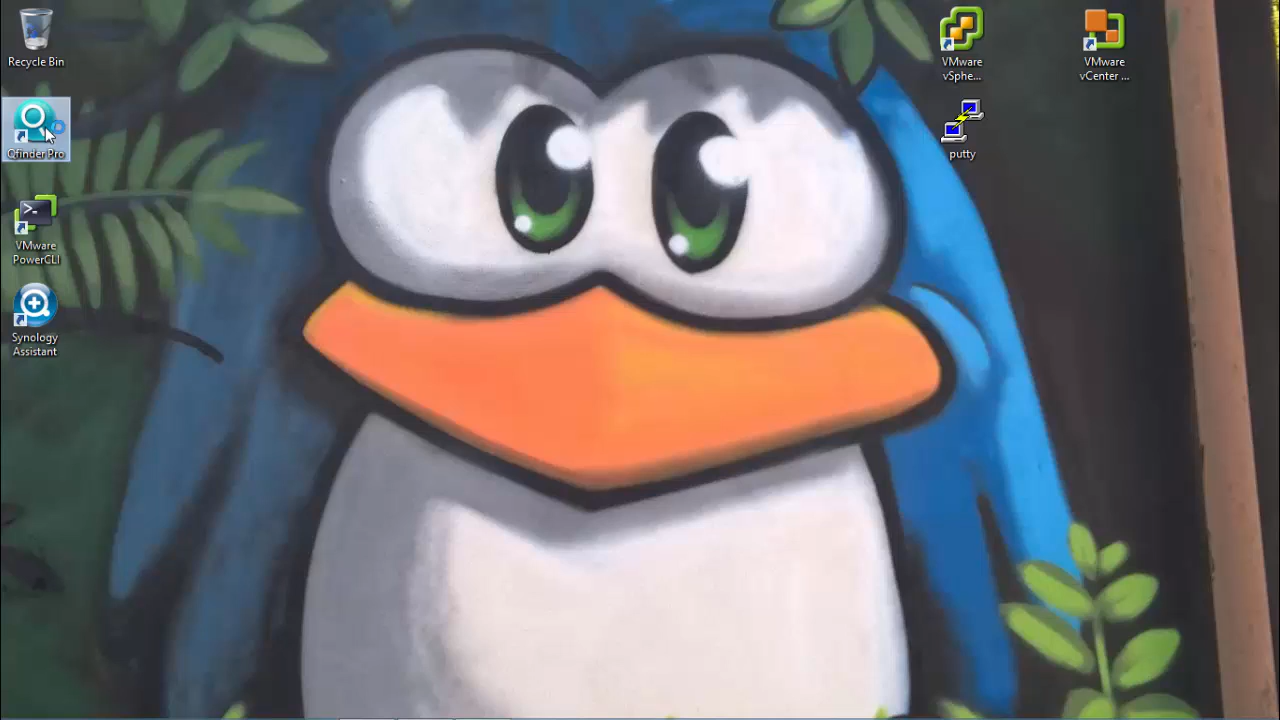 Recycle Bin
Qfinder Pro
VMware
PowerCLI
Synology
Assistant
VMware
vSphe...
putty
VMware
vCenter ...